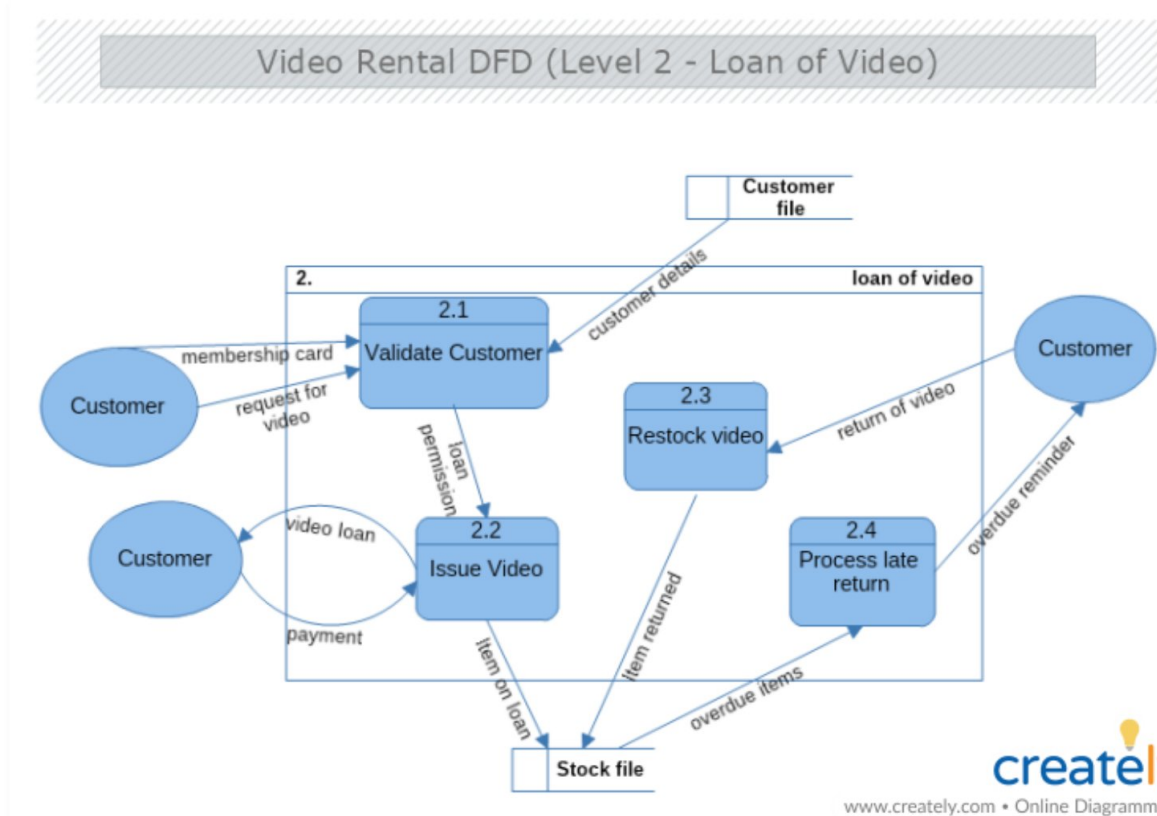 Video Rental DFD (Level 2 - Loan of Video)
Customer
file
customer details
2.
loan of video
2.1
Validate Customer
membership card
Customer
request for
video
Customer
2.3
Restock video
return of video
loan
permission
overdue reminder
2.2
Issue Video
video loan
Customer
payment
2.4
Process late
return
Item returned
Item on loan
overdue items
Stock file
createl
www.creately.com • Online Diagramm